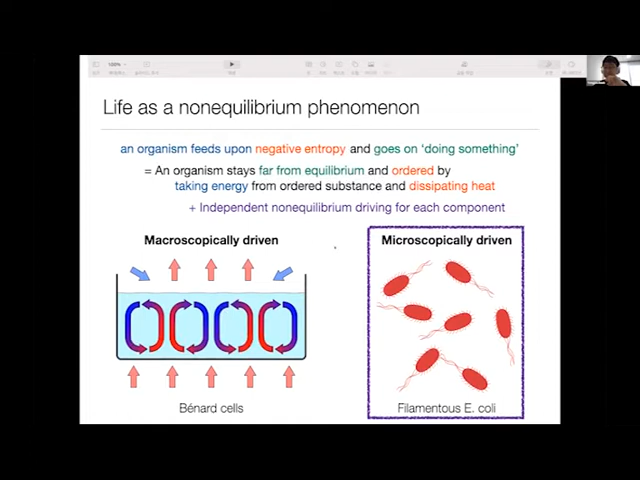 100%
Life as a nonequilibrium phenomenon
an organism feeds upon negative entropy and goes on ‘doing something’
= An organism stays far from equilibrium and ordered by
taking energy from ordered substance and dissipating heat
+ Independent nonequilibrium driving for each component
Macroscopically driven
Microscopically driven
Bénard cells
Filamentous E. coli